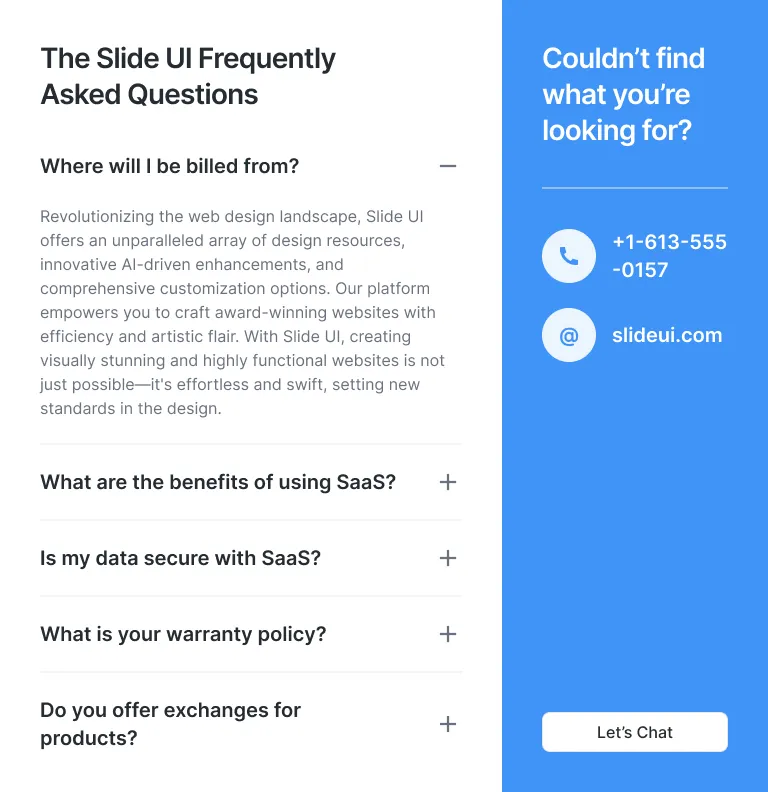 The Slide UI Frequently
Asked Questions
Where will I be billed from?
Revolutionizing the web design landscape, Slide UI
offers an unparalleled array of design resources,
innovative AI-driven enhancements, and
comprehensive customization options. Our platform
empowers you to craft award-winning websites with
efficiency and artistic flair. With Slide UI, creating
visually stunning and highly functional websites is not
just possible—it's effortless and swift, setting new
standards in the design.
What are the benefits of using SaaS?
Is my data secure with SaaS?
What is your warranty policy?
Do you offer exchanges for
products?
Couldn’t find
what you’re
looking for?
+1-613-555
-0157
@
slideui.com
Let’s Chat